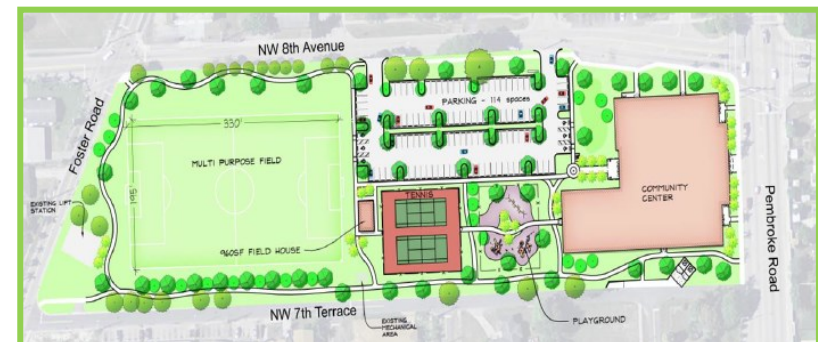 NW 8th Avenue
Foster Road
PARKING - 114 spaces
330'
MULTI PURPOSE FIELD
195'
EXISTING LIFT
STATION
TENNIS
COMMUNITY
CENTER
Pembroke Road
960SF FIELD HOUSE
NW 7th Terrace
EXISTING
MECHANICAL
AREA
PLAYGROUND